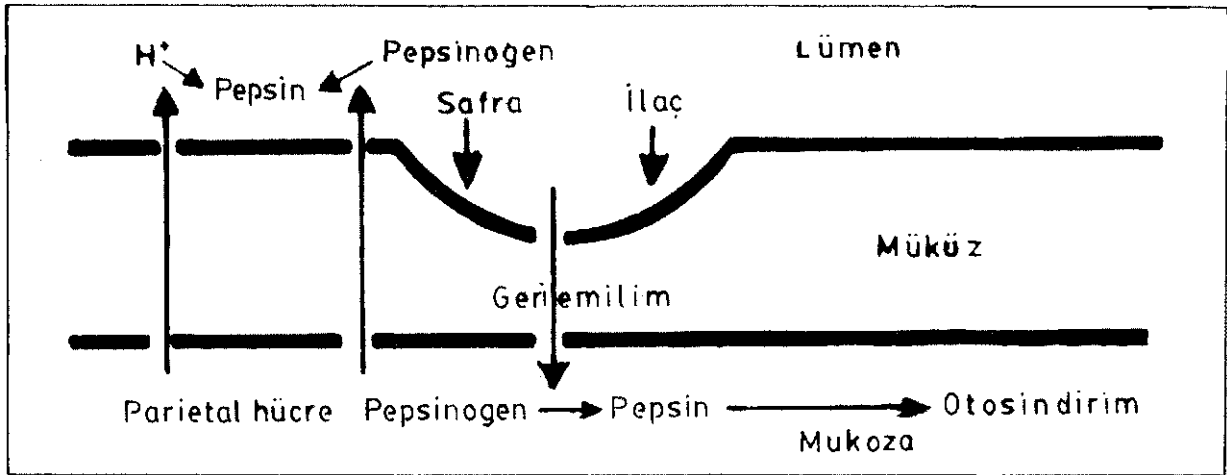 H⁺ Pepsin Pepsinogen Lümen
Safra İlaç
Müküz
Geriemilim
Parietal hücre Pepsinogen Pepsin Otosindirim
Mukoza